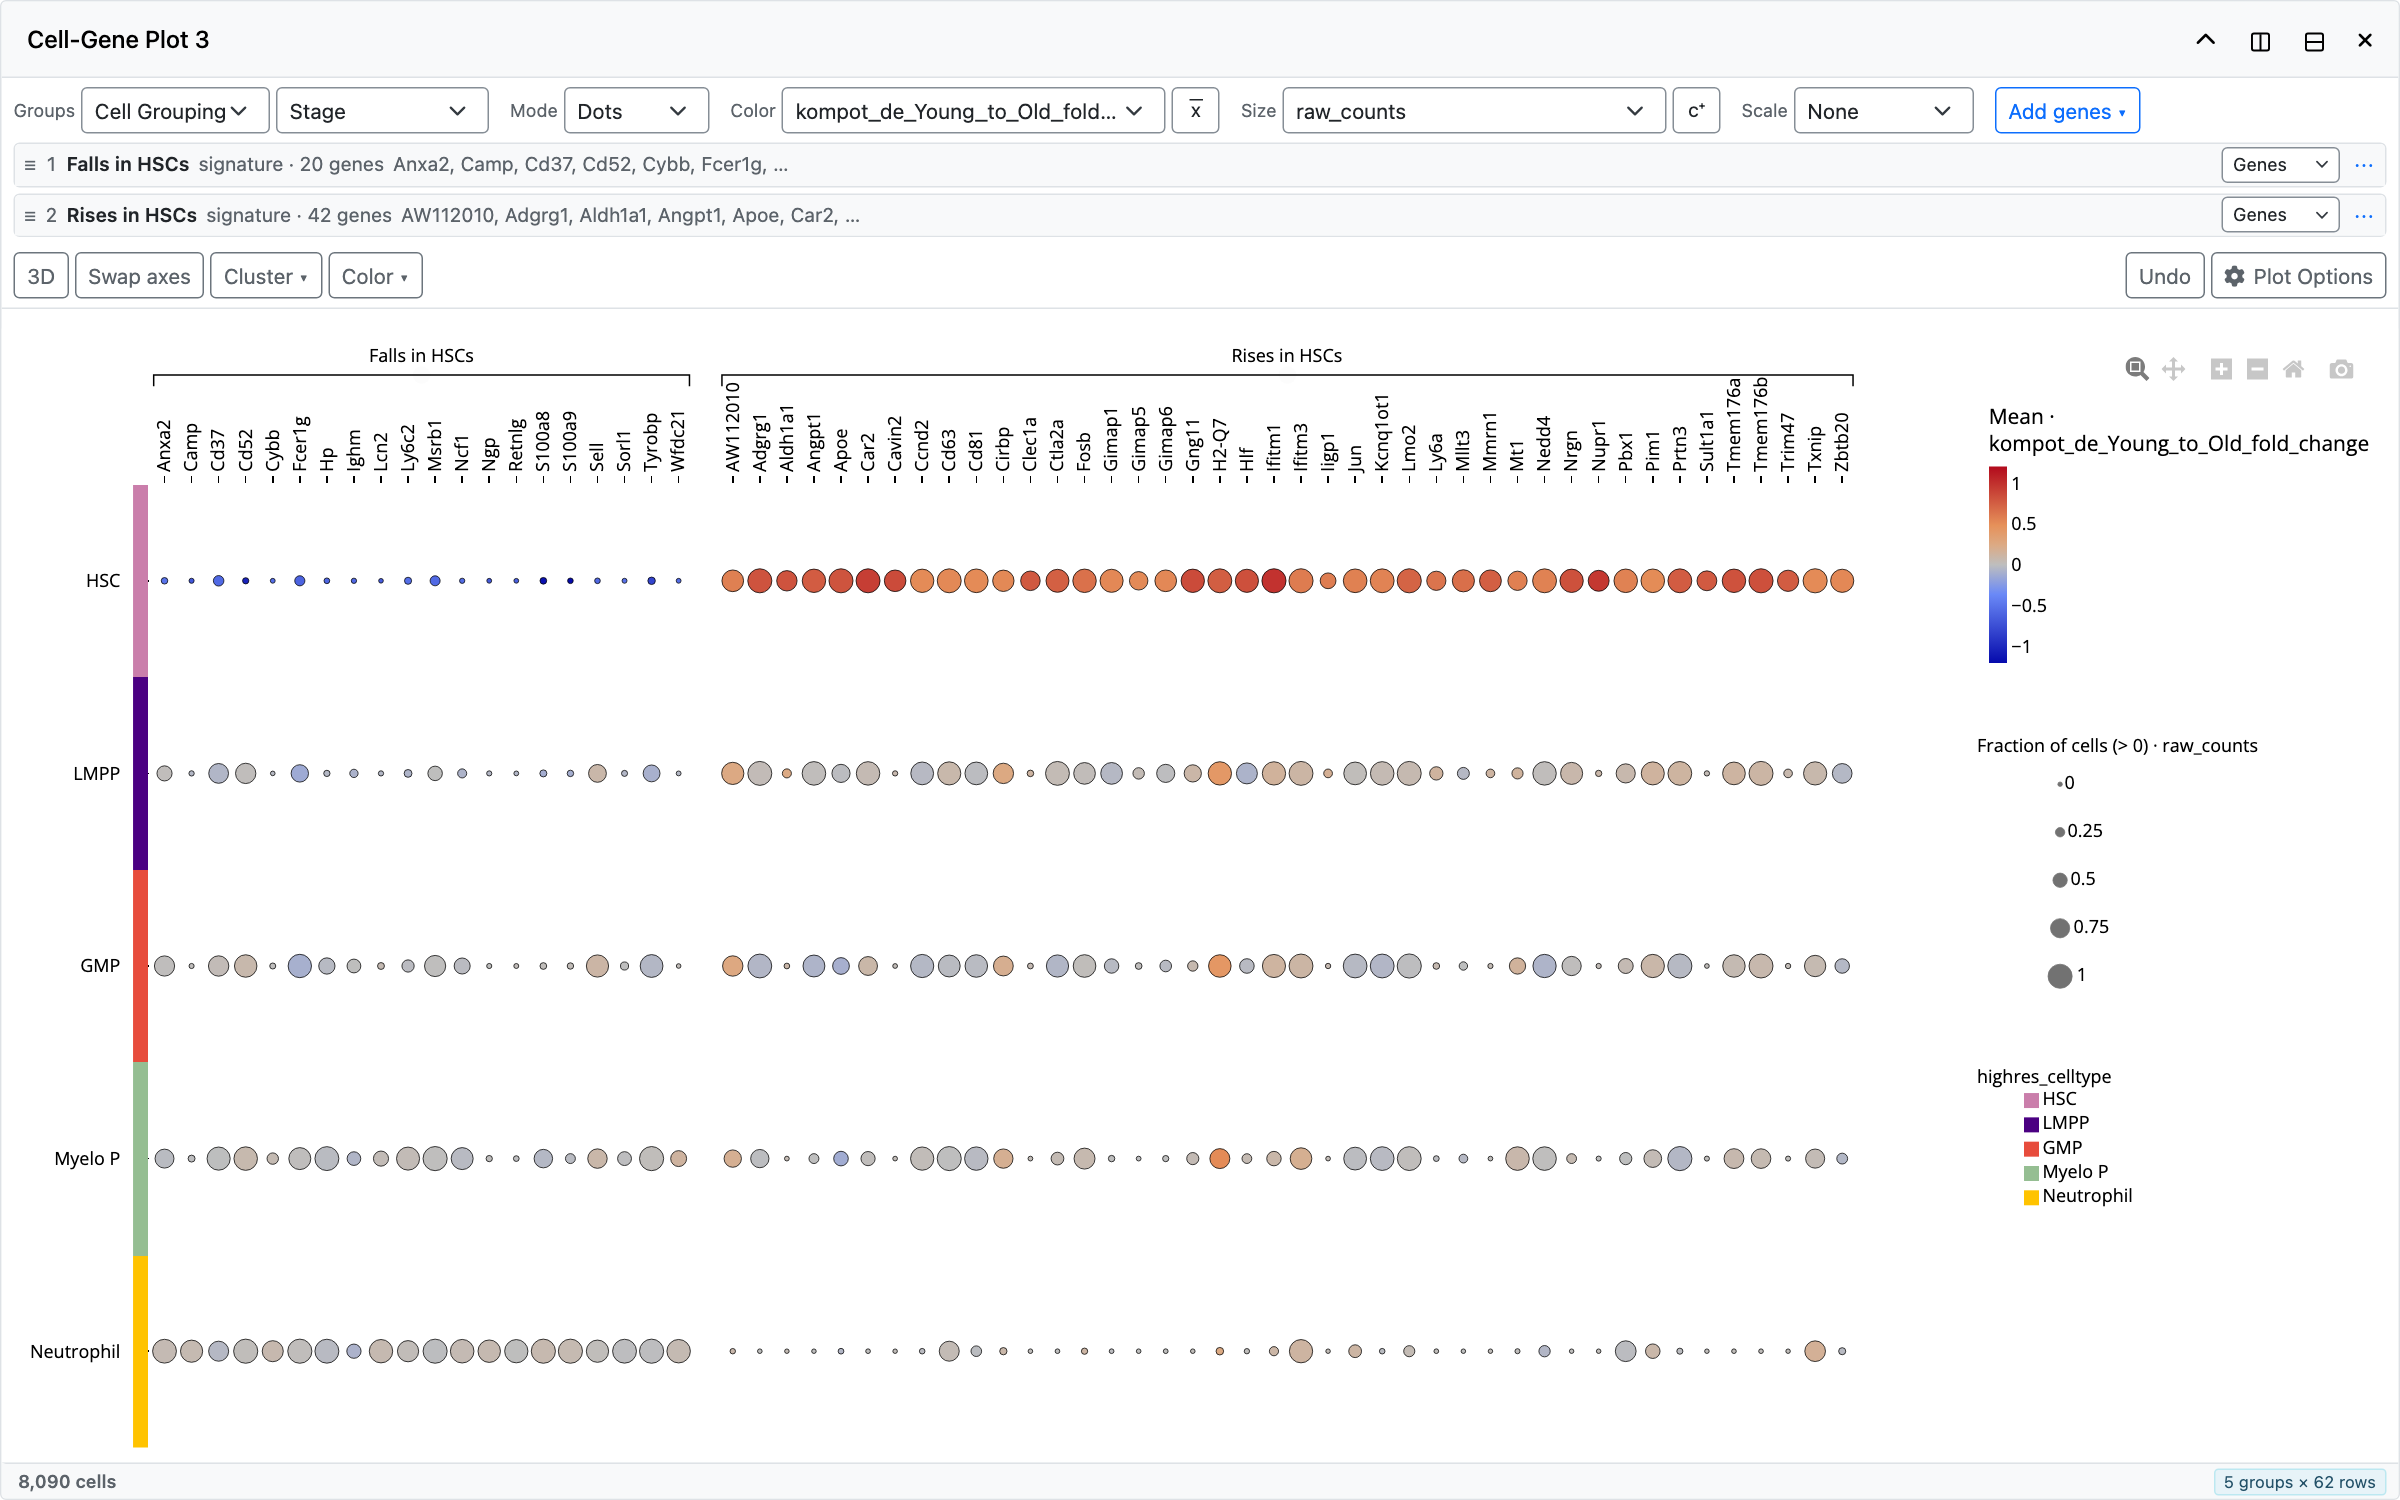 Cell-Gene Plot 3
Groups Cell Grouping Stage Mode Dots Color kompot_de_Young_to_Old_fold... x Size raw_counts c+ Scale None Add genes
1 Falls in HSCs signature · 20 genes Anxa2, Camp, Cd37, Cd52, Cybb, Fcer1g, ... Genes ...
2 Rises in HSCs signature · 42 genes AW112010, Adgrg1, Aldh1a1, Angpt1, Apoe, Car2, ... Genes ...
3D Swap axes Cluster Color Undo Plot Options
Falls in HSCs Rises in HSCs
Anxa2 Camp Cd37 Cd52 Cybb Fcer1g Hp Ighm Lcn2 Ly6c2 Msrb1 Ncf1 Ngp Retnlg S100a8 S100a9 Sell Sorl1 Tyrobp Wfdc21 AW112010 Adgrg1 Aldh1a1 Angpt1 Apoe Car2 Cavin2 Ccnd2 Cd63 Cd81 Cirbp Clec1a Ctla2a Fosb Gimap1 Gimap5 Gimap6 Gng11 H2-Q7 Hlf Ifitm1 Ifitm3 Iigp1 Jun Kcnq1ot1 Lmo2 Ly6a Mllt3 Mmrn1 Mt1 Nedd4 Nrgn Nupr1 Pbx1 Pim1 Prtn3 Sult1a1 Tmem176a Tmem176b Trim47 Txnip Zbtb20
HSC
LMPP
GMP
Myelo P
Neutrophil
Mean ·
kompot_de_Young_to_Old_fold_change
1
0.5
0
−0.5
−1
Fraction of cells (> 0) · raw_counts
0
0.25
0.5
0.75
1
highres_celltype
HSC
LMPP
GMP
Myelo P
Neutrophil
8,090 cells
5 groups × 62 rows